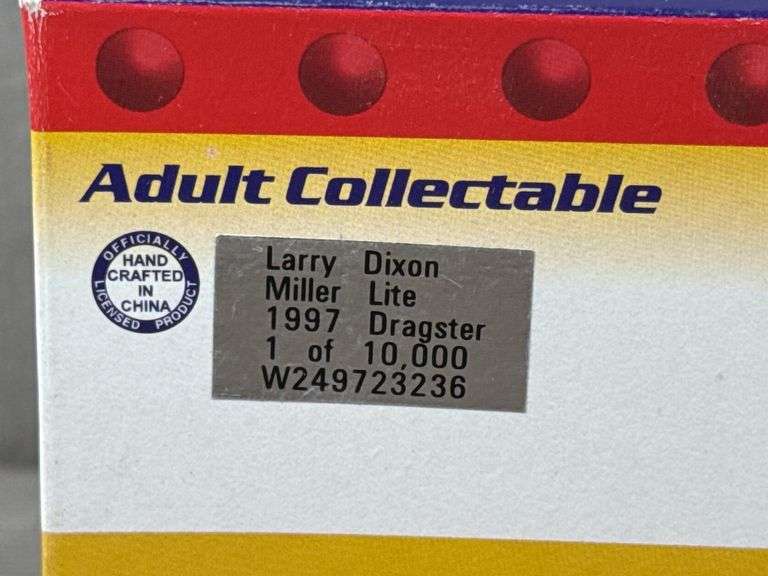 Adult Collectable
OFFICIALLY
HAND
CRAFTED
IN
CHINA
LICENSED PRODUCT
Larry Dixon
Miller Lite
1997 Dragster
1 of 10,000
W249723236